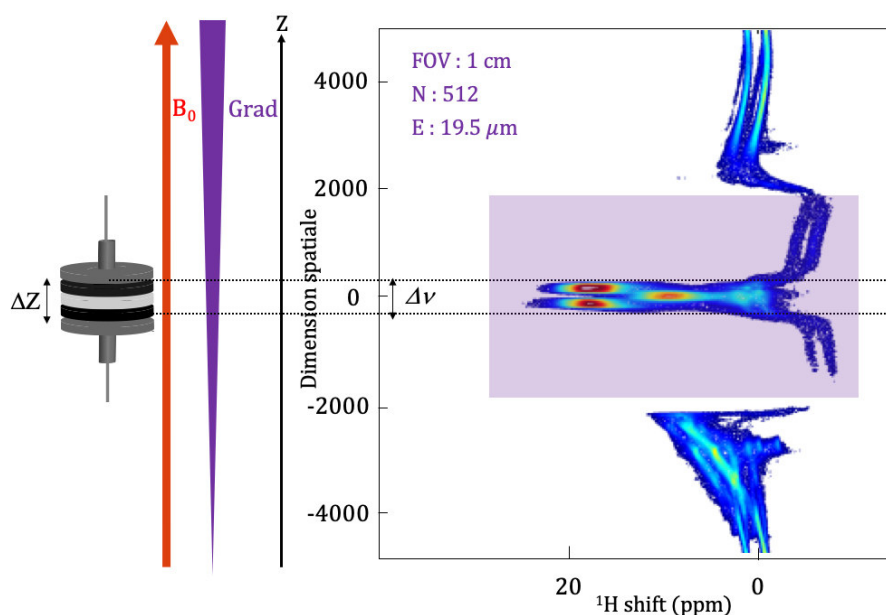 Z
B₀
Grad
ΔZ
FOV : 1 cm
N : 512
E : 19.5 μm
Δν
Dimension spatiale
4000
2000
0
-2000
-4000
20
0
¹H shift (ppm)